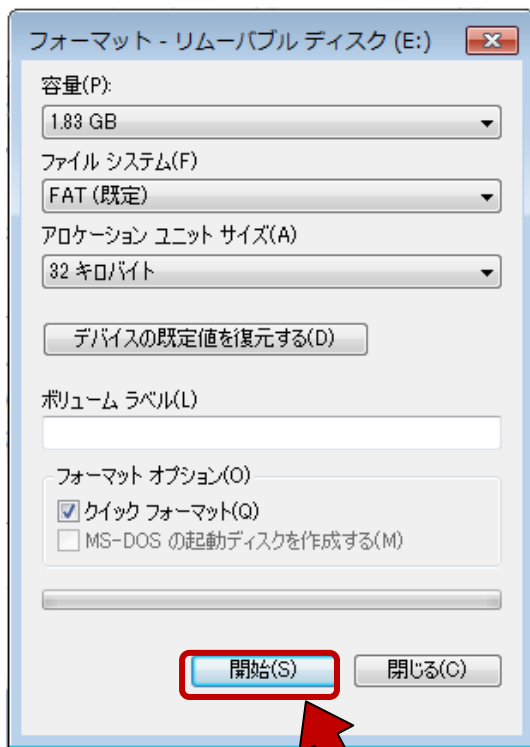 フォーマット - リムーバブル ディスク (E:)
容量(P):
1.83 GB
ファイル システム(F)
FAT (既定)
アロケーション ユニット サイズ(A)
32 キロバイト
デバイスの既定値を復元する(D)
ボリューム ラベル(L)
フォーマット オプション(O)
クイック フォーマット(Q)
MS-DOS の起動ディスクを作成する(M)
開始(S) 閉じる(C)